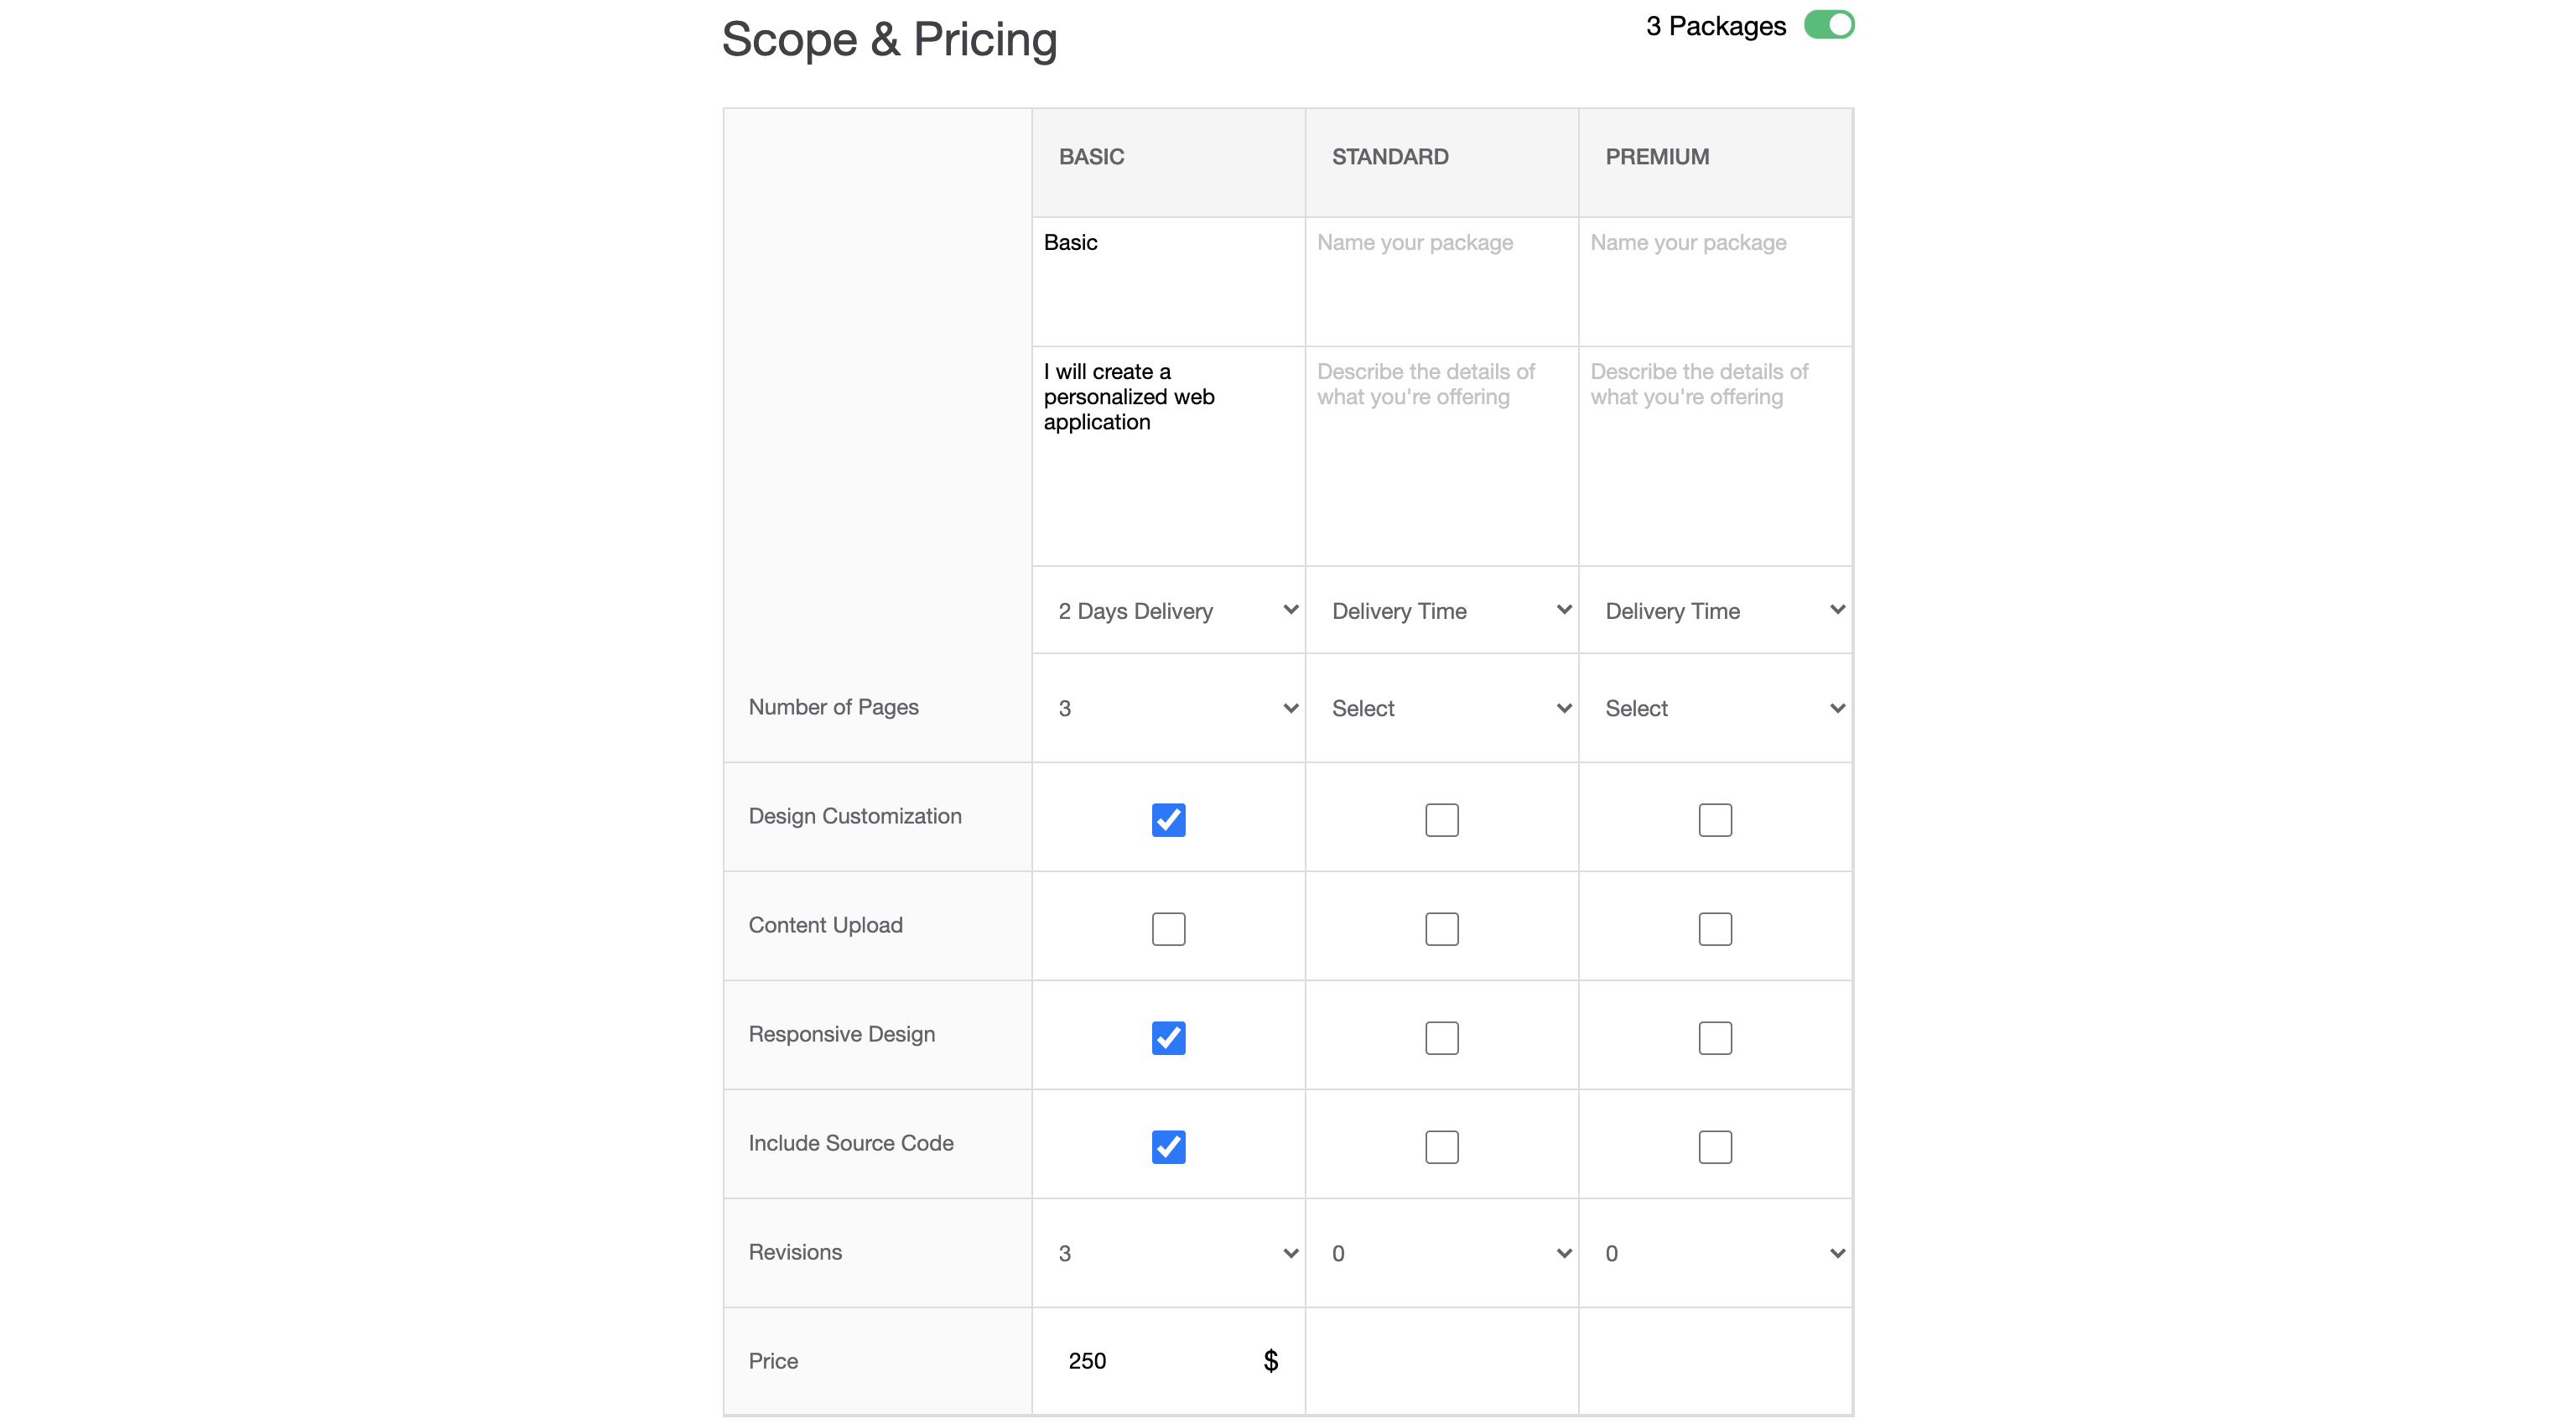 Scope & Pricing
3 Packages
BASIC
STANDARD
PREMIUM
Basic
Name your package
Name your package
I will create a
personalized web
application
Describe the details of
what you're offering
Describe the details of
what you're offering
2 Days Delivery
Delivery Time
Delivery Time
Number of Pages
3
Select
Select
Design Customization
Content Upload
Responsive Design
Include Source Code
Revisions
3
0
0
Price
250
$